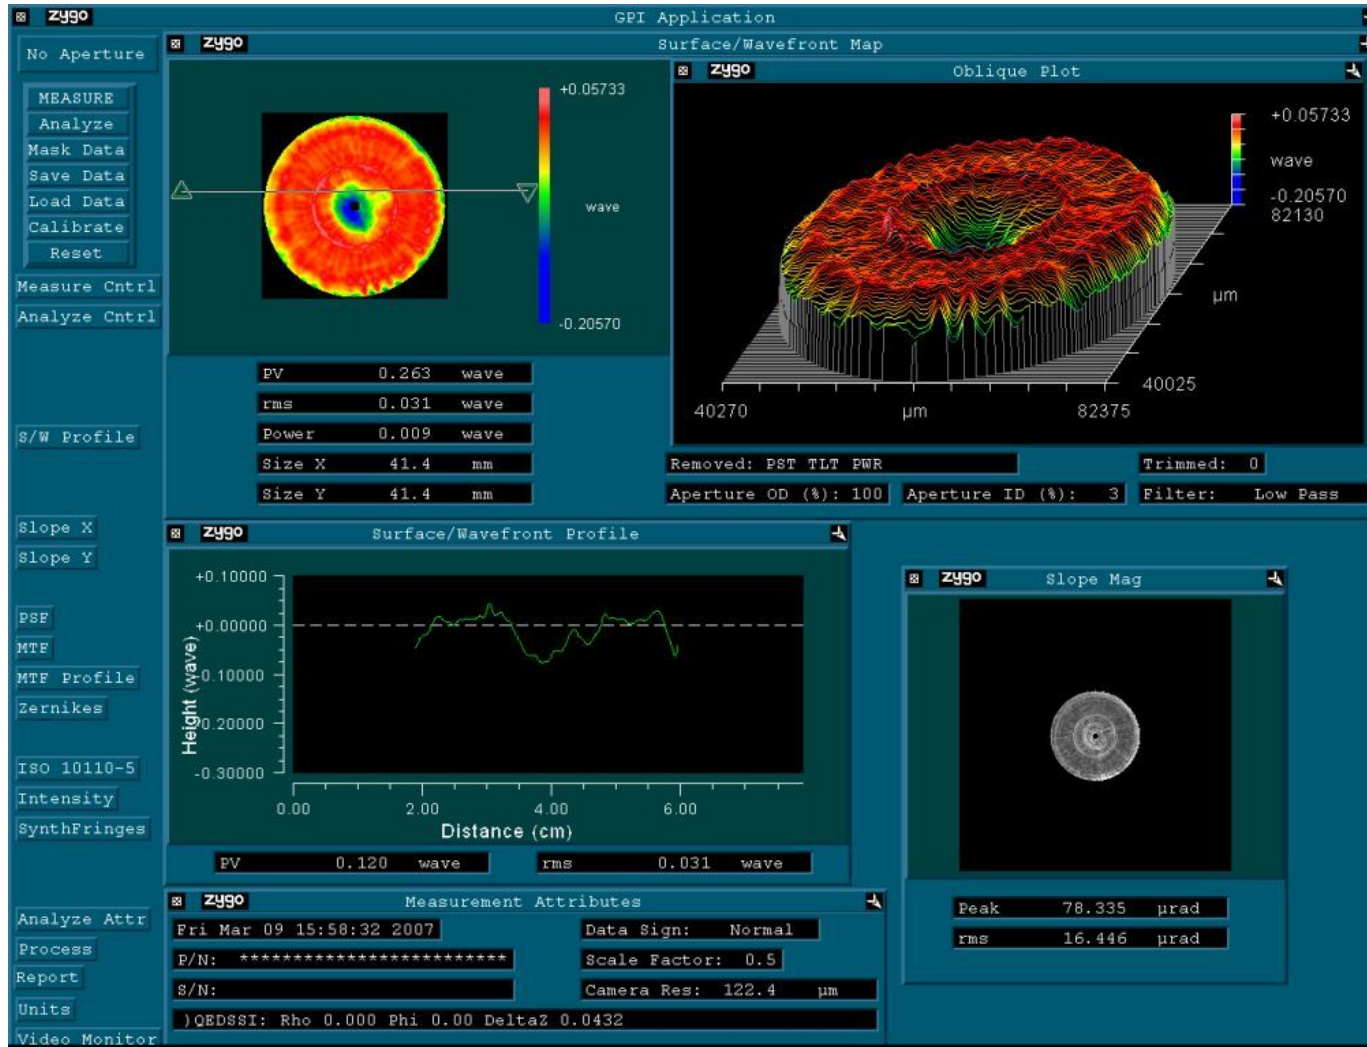 zygo GPI Application
No Aperture
MEASURE
Analyze
Mask Data
Save Data
Load Data
Calibrate
Reset
Measure Cntrl
Analyze Cntrl
S/W Profile
Slope X
Slope Y
PSF
MTF
MTF Profile
Zernikes
ISO 10110-5
Intensity
SynthFringes
Analyze Attr
Process
Report
Units
Video Monitor
zygo Surface/Wavefront Map
+0.05733
wave
-0.20570
PV 0.263 wave
rms 0.031 wave
Power 0.009 wave
Size X 41.4 mm
Size Y 41.4 mm
zygo Oblique Plot
+0.05733
wave
-0.20570
82130
µm
40025
40270 µm 82375
Removed: PST TLT PWR Trimmed: 0
Aperture OD (%): 100 Aperture ID (%): 3 Filter: Low Pass
zygo Surface/Wavefront Profile
+0.10000
+0.00000
-0.10000
-0.20000
-0.30000
Height (wave)
0.00 2.00 4.00 6.00
Distance (cm)
PV 0.120 wave rms 0.031 wave
zygo Slope Mag
Peak 78.335 µrad
rms 16.446 µrad
zygo Measurement Attributes
Fri Mar 09 15:58:32 2007 Data Sign: Normal
P/N: ************************* Scale Factor: 0.5
S/N: Camera Res: 122.4 µm
)QEDSSI: Rho 0.000 Phi 0.00 DeltaZ 0.0432